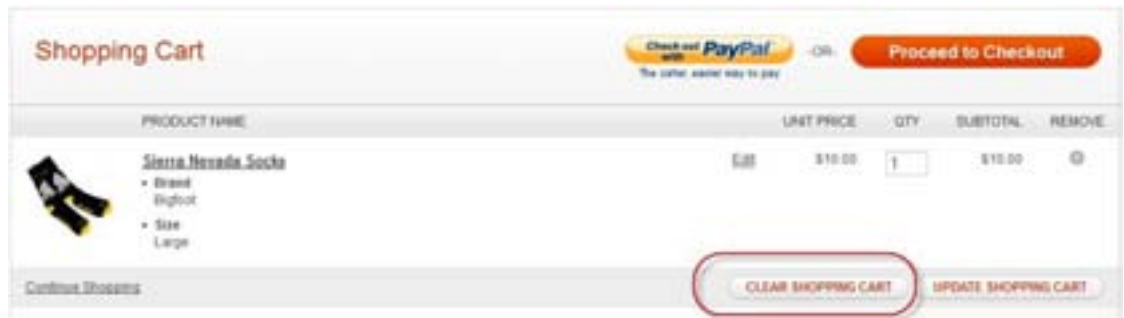 Shopping Cart
Check out with PayPal
The safer, easier way to pay
-OR-
Proceed to Checkout
PRODUCT NAME UNIT PRICE QTY SUBTOTAL REMOVE
Sierra Nevada Socks Edit $10.00 1 $10.00
• Brand
Bigfoot
• Size
Large
Continue Shopping CLEAR SHOPPING CART UPDATE SHOPPING CART